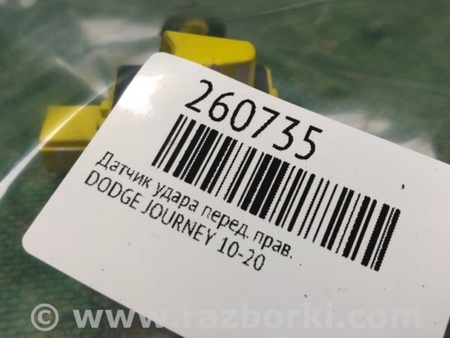 260735
Датчик удара перед. прав.
DODGE JOURNEY 10-20
© www.razborki.com